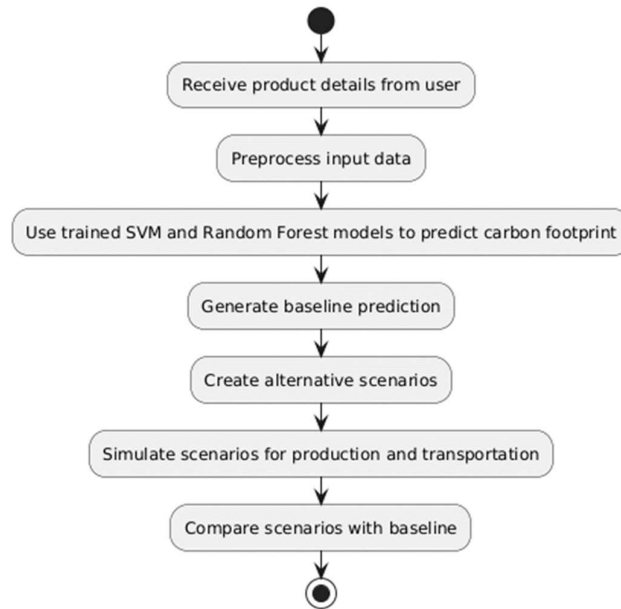 Receive product details from user
Preprocess input data
Use trained SVM and Random Forest models to predict carbon footprint
Generate baseline prediction
Create alternative scenarios
Simulate scenarios for production and transportation
Compare scenarios with baseline